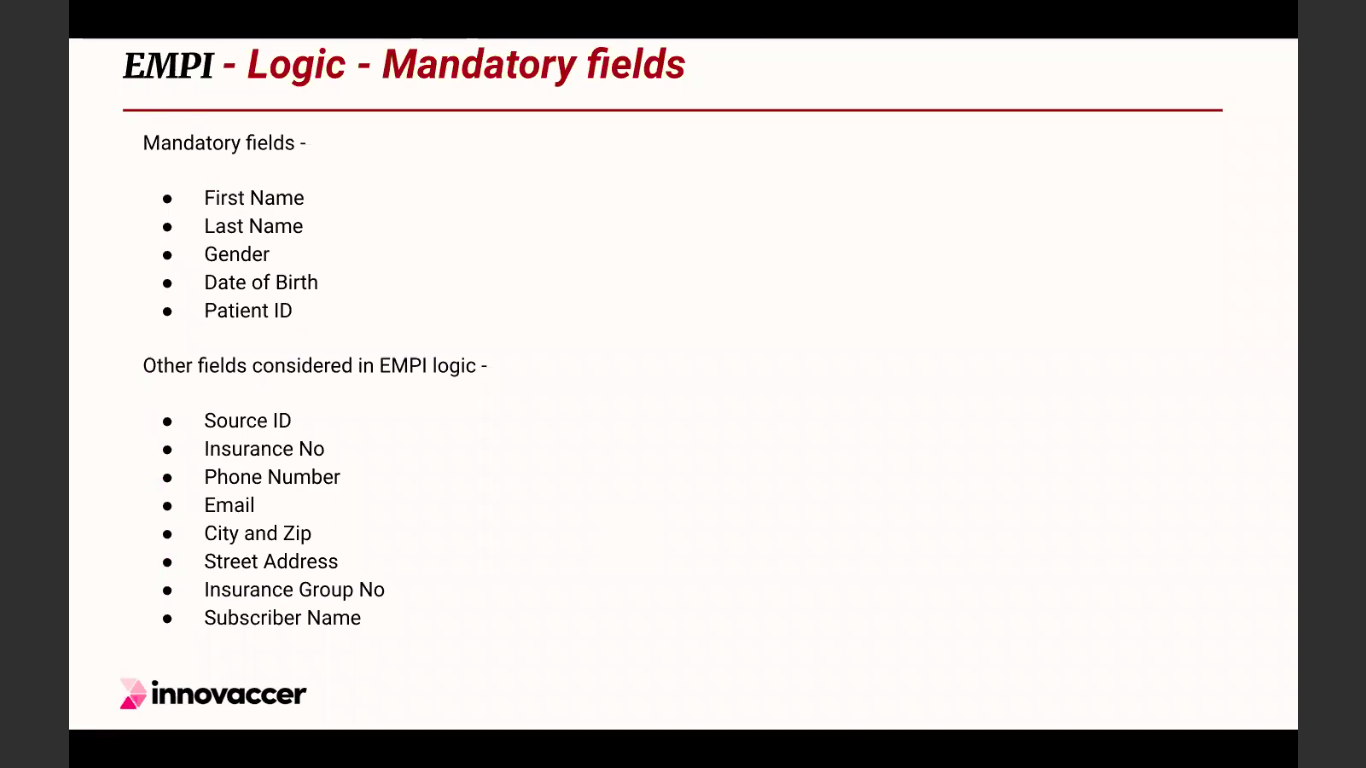 EMPI - Logic - Mandatory fields
Mandatory fields -
● First Name
● Last Name
● Gender
● Date of Birth
● Patient ID
Other fields considered in EMPI logic -
● Source ID
● Insurance No
● Phone Number
● Email
● City and Zip
● Street Address
● Insurance Group No
● Subscriber Name
innovaccer